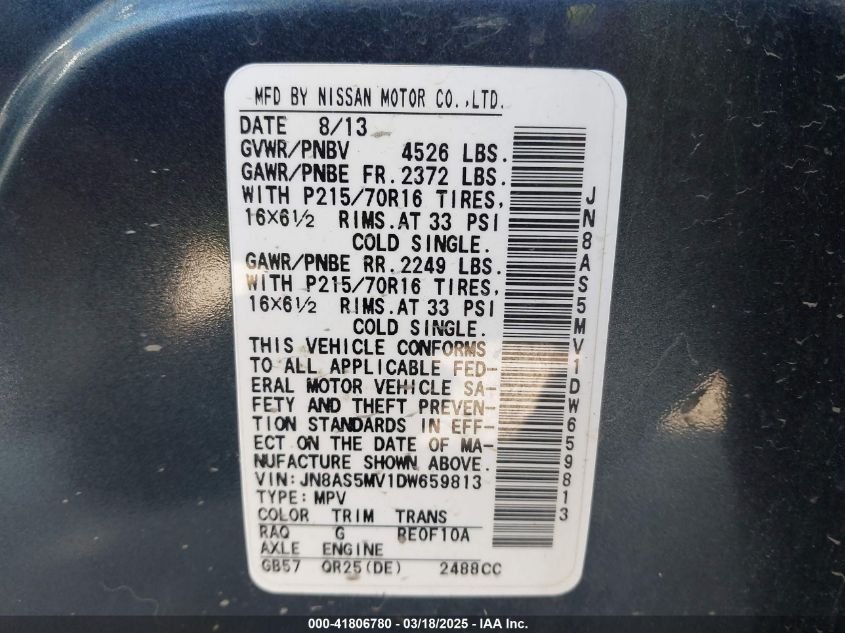 MFD BY NISSAN MOTOR CO.,LTD.
DATE 8/13
GVWR/PNBV 4526 LBS.
GAWR/PNBE FR.2372 LBS.
WITH P215/70R16 TIRES,
16×6½ RIMS.AT 33 PSI
COLD SINGLE.
GAWR/PNBE RR.2249 LBS.
WITH P215/70R16 TIRES,
16×6½ RIMS.AT 33 PSI
COLD SINGLE.
THIS VEHICLE CONFORMS
TO ALL APPLICABLE FED-
ERAL MOTOR VEHICLE SA-
FETY AND THEFT PREVEN-
TION STANDARDS IN EFF-
ECT ON THE DATE OF MA-
NUFACTURE SHOWN ABOVE.
VIN:JN8AS5MV1DW659813
TYPE:MPV
COLOR TRIM TRANS
RAQ G RE0F10A
AXLE ENGINE
GB57 QR25(DE) 2488CC
JN8AS5MV1DW659813
000-41806780 - 03/18/2025 - IAA Inc.